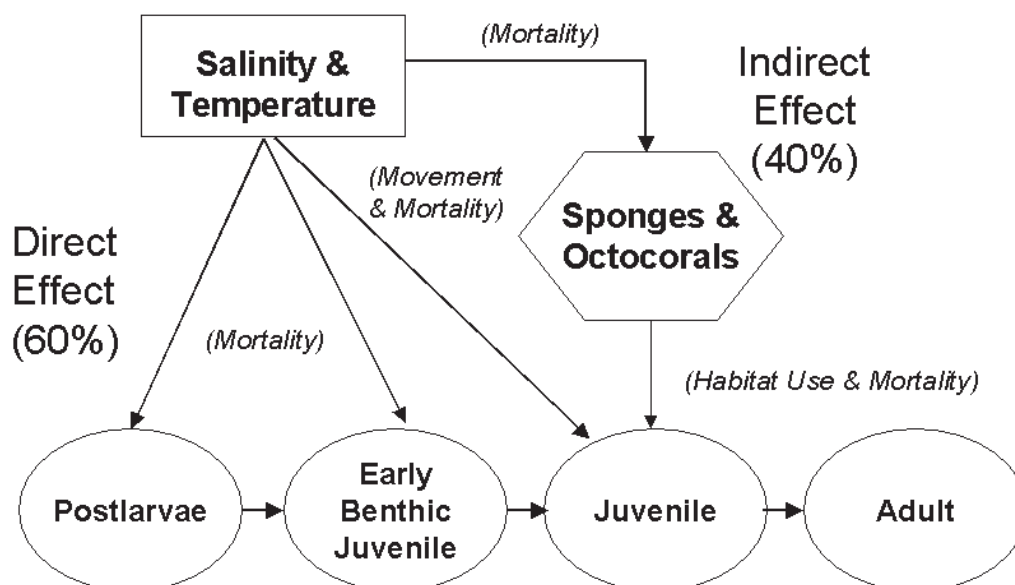 (Mortality)
Salinity &
Temperature
Indirect
Effect
(40%)
(Movement
& Mortality)
Sponges &
Octocorals
Direct
Effect
(60%)
(Mortality)
(Habitat Use & Mortality)
Postlarvae
Early
Benthic
Juvenile
Juvenile
Adult